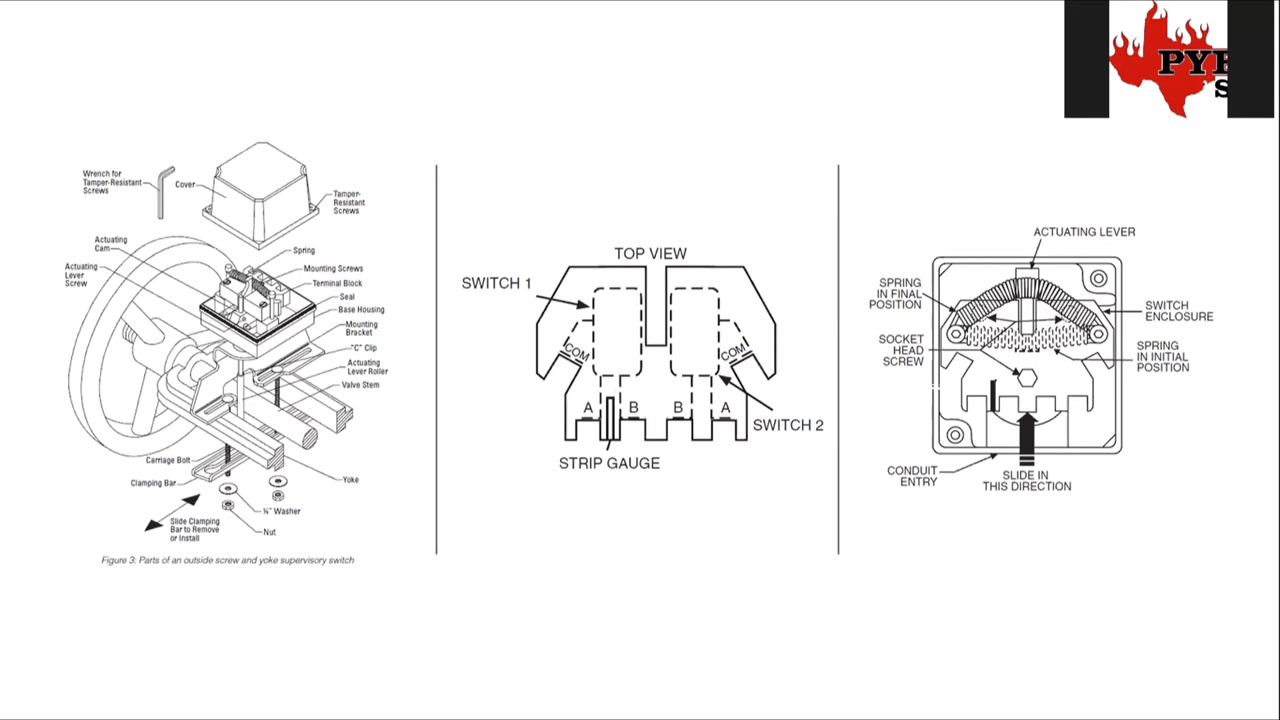 PYR
S
Wrench for
Tamper-Resistant
Screws
Cover
Tamper-
Resistant
Screws
Actuating
Cam
Actuating
Lever
Screw
Spring
Mounting Screws
Terminal Block
Seal
Base Housing
Mounting
Bracket
"C" Clip
Actuating
Lever Roller
Valve Stem
Carriage Bolt
Clamping Bar
Yoke
¼" Washer
Slide Clamping
Bar to Remove
or Install
Nut
Figure 3: Parts of an outside screw and yoke supervisory switch
TOP VIEW
SWITCH 1
COM
COM
A
B
B
A
SWITCH 2
STRIP GAUGE
ACTUATING LEVER
SPRING
IN FINAL
POSITION
SWITCH
ENCLOSURE
SOCKET
HEAD
SCREW
SPRING
IN INITIAL
POSITION
CONDUIT
ENTRY
SLIDE IN
THIS DIRECTION